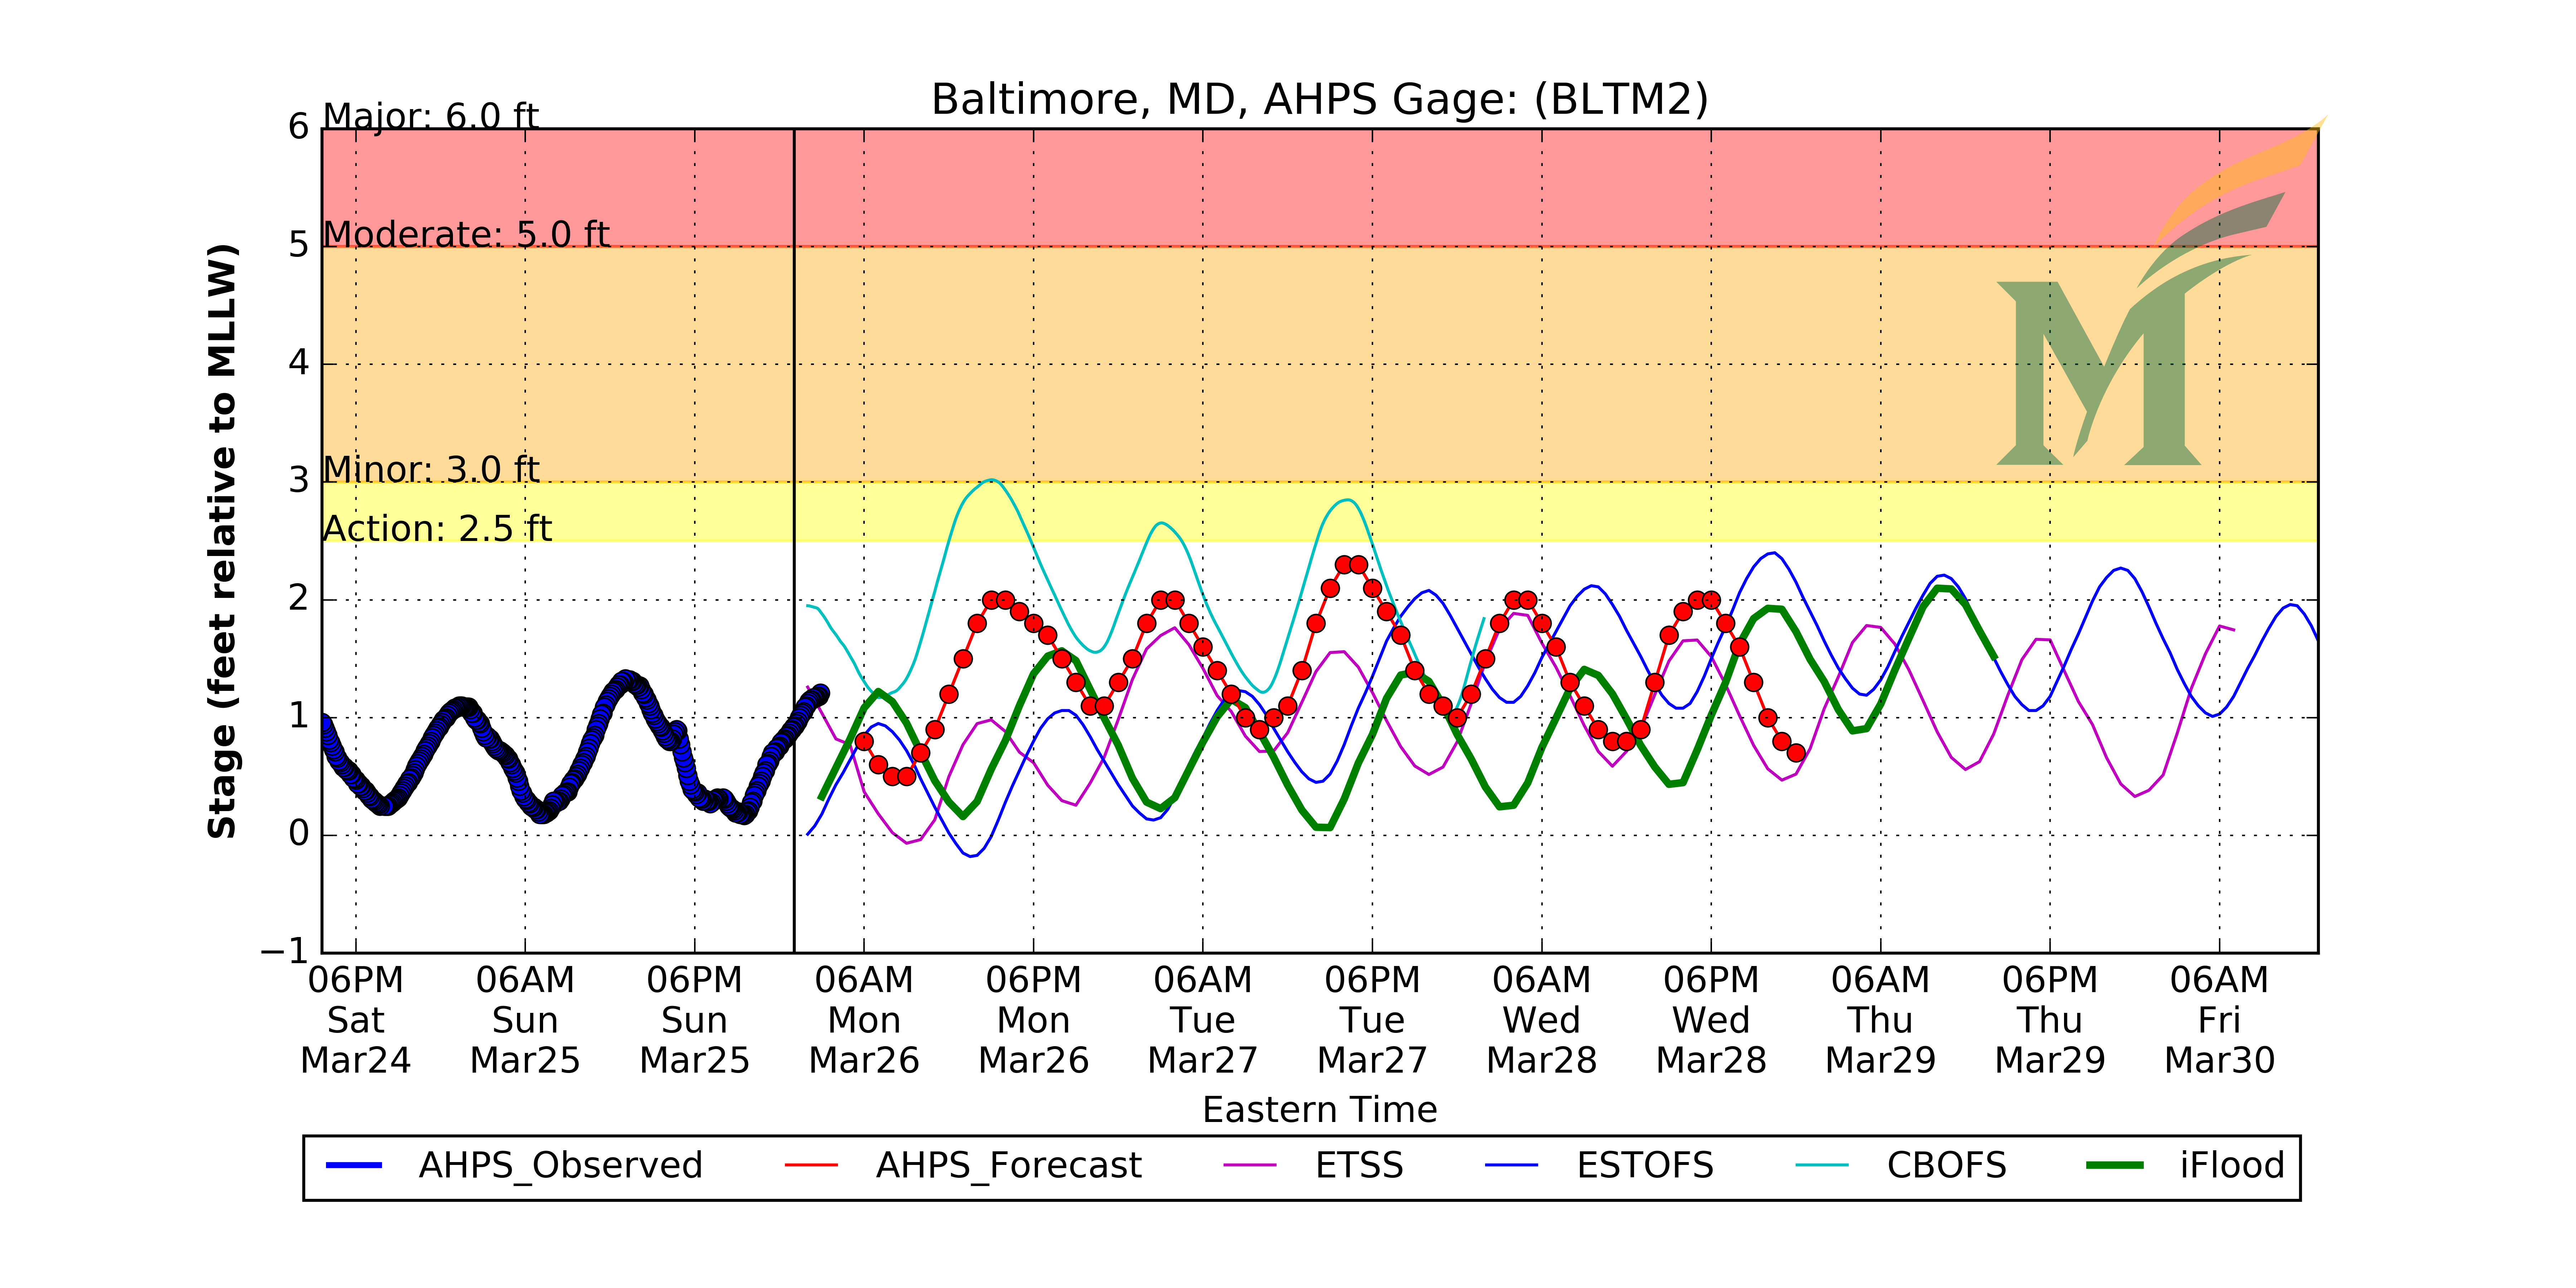 Baltimore, MD, AHPS Gage: (BLTM2)
Major: 6.0 ft
Moderate: 5.0 ft
Minor: 3.0 ft
Action: 2.5 ft
6
5
4
3
2
1
0
−1
Stage (feet relative to MLLW)
06PM 06AM 06PM 06AM 06PM 06AM 06PM 06AM 06PM 06AM 06PM 06AM
Sat Sun Sun Mon Mon Tue Tue Wed Wed Thu Thu Fri
Mar24 Mar25 Mar25 Mar26 Mar26 Mar27 Mar27 Mar28 Mar28 Mar29 Mar29 Mar30
Eastern Time
AHPS_Observed AHPS_Forecast ETSS ESTOFS CBOFS iFlood
M